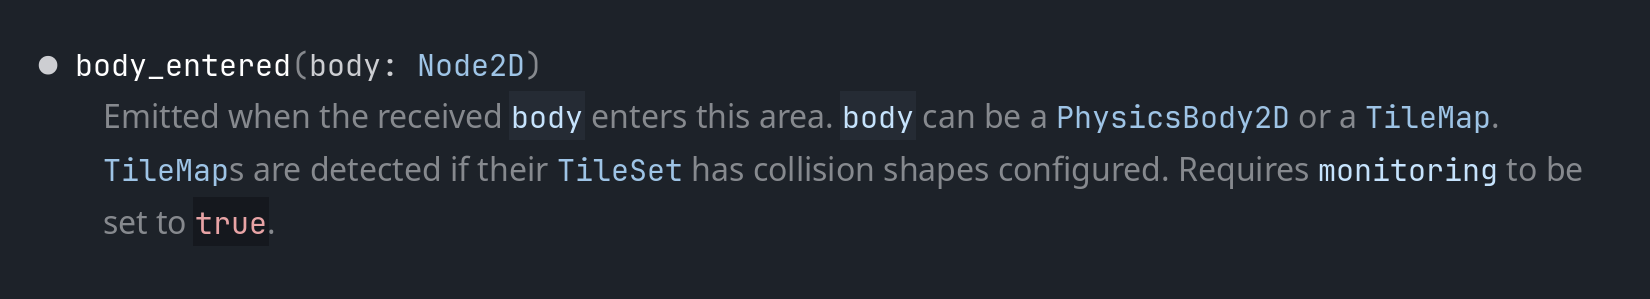 body_entered(body: Node2D)
Emitted when the received body enters this area. body can be a PhysicsBody2D or a TileMap.
TileMaps are detected if their TileSet has collision shapes configured. Requires monitoring to be
set to true.